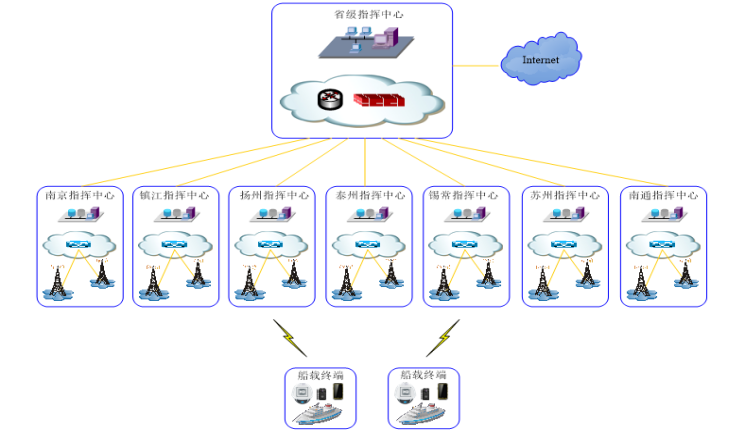 省级指挥中心
Internet
南京指挥中心
镇江指挥中心
扬州指挥中心
泰州指挥中心
锡常指挥中心
苏州指挥中心
南通指挥中心
船载终端
船载终端